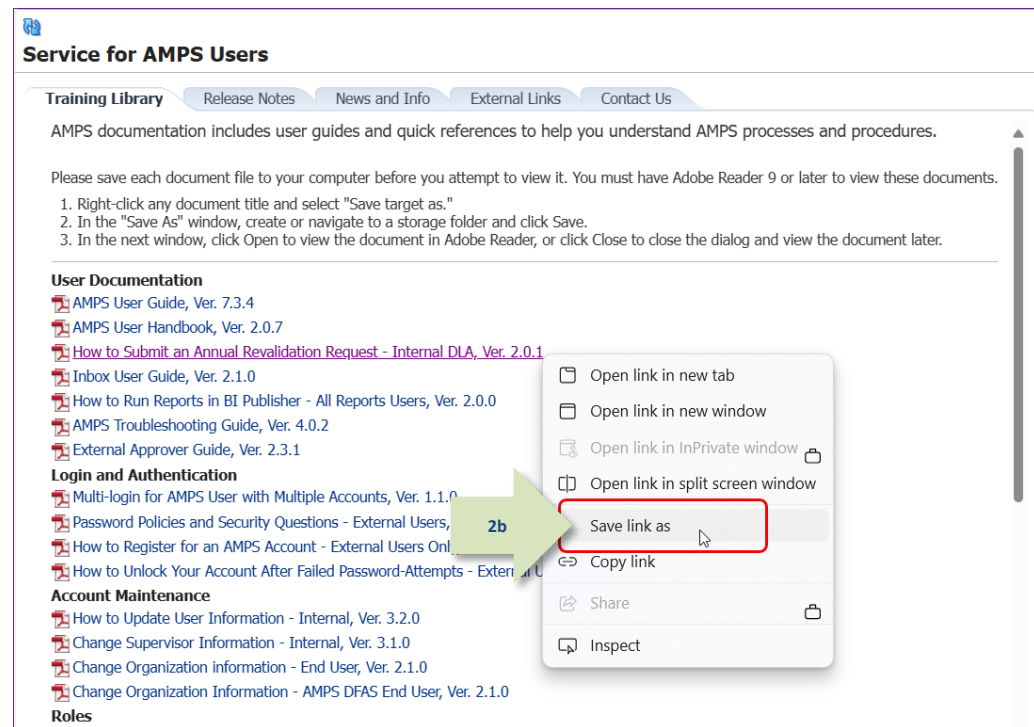 Service for AMPS Users
Training Library Release Notes News and Info External Links Contact Us
AMPS documentation includes user guides and quick references to help you understand AMPS processes and procedures.
Please save each document file to your computer before you attempt to view it. You must have Adobe Reader 9 or later to view these documents.
1. Right-click any document title and select "Save target as."
2. In the "Save As" window, create or navigate to a storage folder and click Save.
3. In the next window, click Open to view the document in Adobe Reader, or click Close to close the dialog and view the document later.
User Documentation
AMPS User Guide, Ver. 7.3.4
AMPS User Handbook, Ver. 2.0.7
How to Submit an Annual Revalidation Request - Internal DLA, Ver. 2.0.1
Inbox User Guide, Ver. 2.1.0
How to Run Reports in BI Publisher - All Reports Users, Ver. 2.0.0
AMPS Troubleshooting Guide, Ver. 4.0.2
External Approver Guide, Ver. 2.3.1
Login and Authentication
Multi-login for AMPS User with Multiple Accounts, Ver. 1.1.0
Password Policies and Security Questions - External Users,
How to Register for an AMPS Account - External Users Only
How to Unlock Your Account After Failed Password-Attempts - External U
Account Maintenance
How to Update User Information - Internal, Ver. 3.2.0
Change Supervisor Information - Internal, Ver. 3.1.0
Change Organization information - End User, Ver. 2.1.0
Change Organization Information - AMPS DFAS End User, Ver. 2.1.0
Roles
Open link in new tab
Open link in new window
Open link in InPrivate window
Open link in split screen window
2b
Save link as
Copy link
Share
Inspect